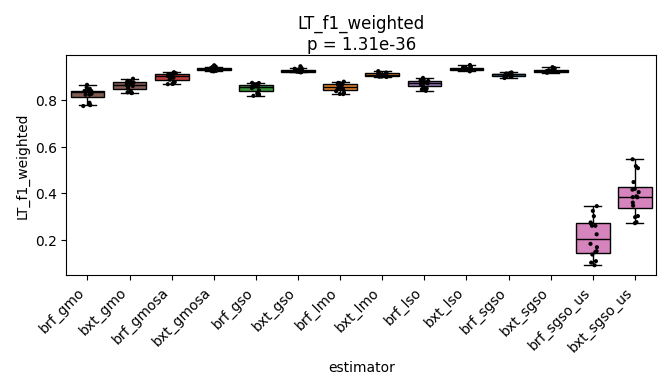 LT_f1_weighted
p = 1.31e-36
LT_f1_weighted
0.8
0.6
0.4
0.2
brf_gmo
bxt_gmo
brf_gmosa
bxt_gmosa
brf_gso
bxt_gso
brf_lmo
bxt_lmo
brf_lso
bxt_lso
brf_sgso
bxt_sgso
brf_sgso_us
bxt_sgso_us
estimator